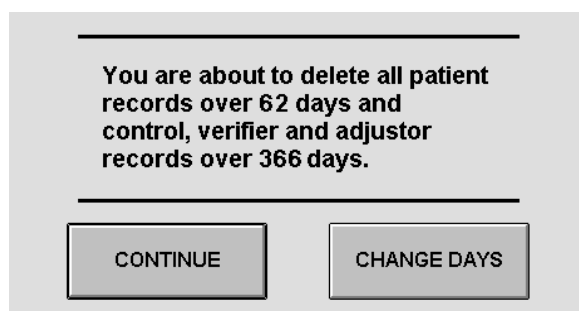 You are about to delete all patient
records over 62 days and
control, verifier and adjustor
records over 366 days.
CONTINUE
CHANGE DAYS